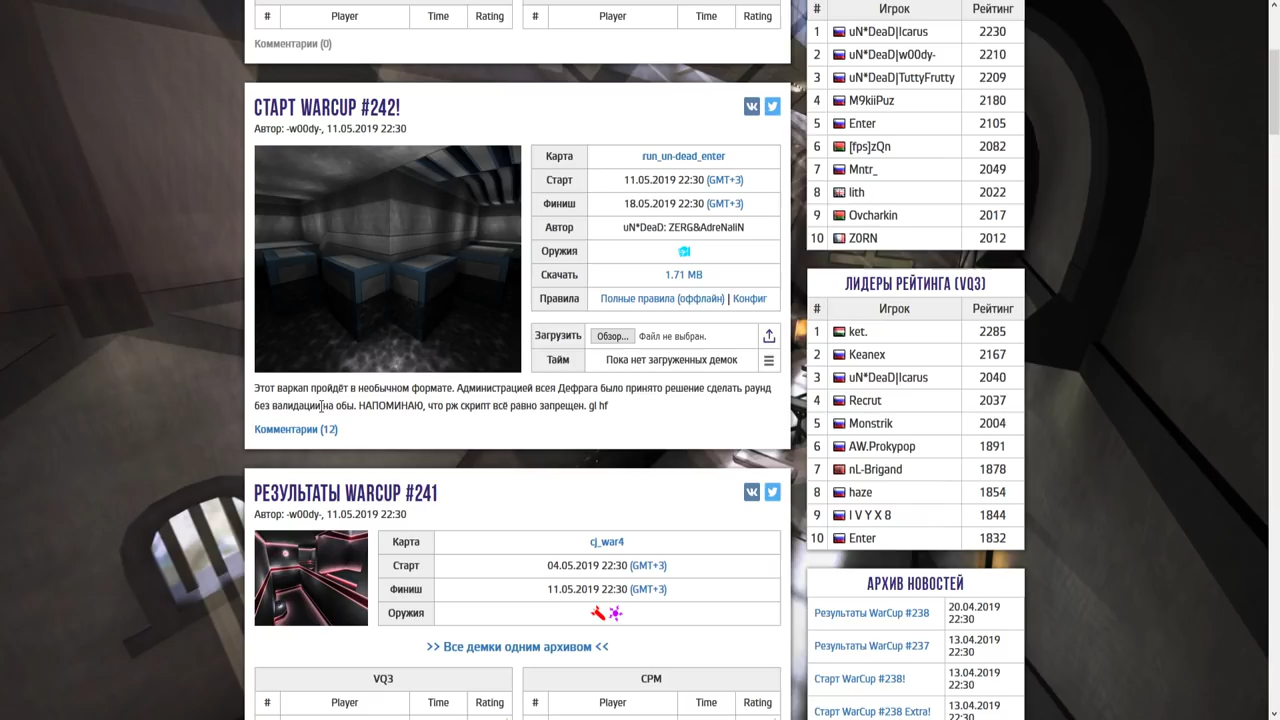 # Player Time Rating # Player Time Rating
Комментарии (0)
СТАРТ WARCUP #242!
Автор: -w00dy-, 11.05.2019 22:30
Карта run_un-dead_enter
Старт 11.05.2019 22:30 (GMT+3)
Финиш 18.05.2019 22:30 (GMT+3)
Автор uN*DeaD: ZERG&AdreNaliN
Оружия
Скачать 1.71 MB
Правила Полные правила (оффлайн) | Конфиг
Загрузить Обзор... Файл не выбран.
Тайм Пока нет загруженных демок
Этот варкап пройдёт в необычном формате. Администрацией всея Дефрага было принято решение сделать раунд
без валидации на обы. НАПОМИНАЮ, что рж скрипт всё равно запрещен. gl hf
Комментарии (12)
РЕЗУЛЬТАТЫ WARCUP #241
Автор: -w00dy-, 11.05.2019 22:30
Карта cj_war4
Старт 04.05.2019 22:30 (GMT+3)
Финиш 11.05.2019 22:30 (GMT+3)
Оружия
>> Все демки одним архивом <<
VQ3 CPM
# Player Time Rating # Player Time Rating
# Игрок Рейтинг
1 uN*DeaD|Icarus 2230
2 uN*DeaD|w00dy- 2210
3 uN*DeaD|TuttyFrutty 2209
4 M9kiiPuz 2180
5 Enter 2105
6 [fps]zQn 2082
7 Mntr_ 2049
8 lith 2022
9 Ovcharkin 2017
10 Z0RN 2012
ЛИДЕРЫ РЕЙТИНГА (VQ3)
# Игрок Рейтинг
1 ket. 2285
2 Keanex 2167
3 uN*DeaD|Icarus 2040
4 Recrut 2037
5 Monstrik 2004
6 AW.Prokypop 1891
7 nL-Brigand 1878
8 haze 1854
9 I V Y X 8 1844
10 Enter 1832
АРХИВ НОВОСТЕЙ
Результаты WarCup #238 20.04.2019
22:30
Результаты WarCup #237 13.04.2019
22:30
Старт WarCup #238! 13.04.2019
22:30
Старт WarCup #238 Extra! 13.04.2019
22:30